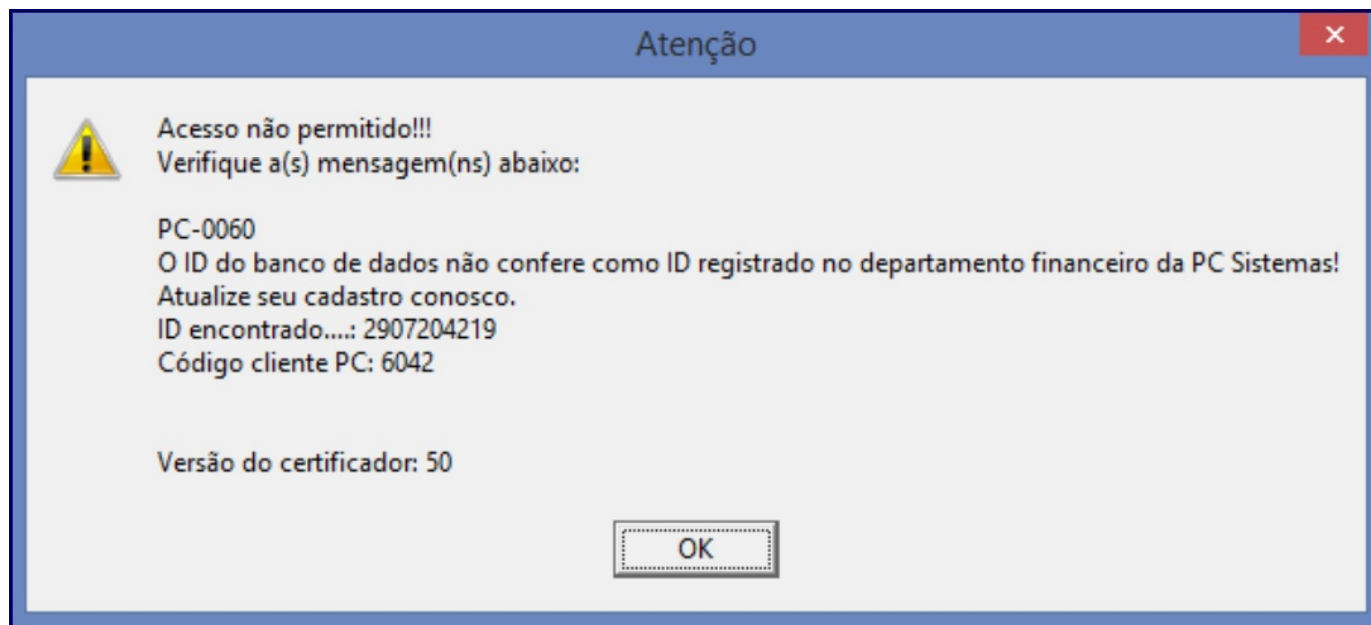 Atenção
Acesso não permitido!!!
Verifique a(s) mensagem(ns) abaixo:
PC-0060
O ID do banco de dados não confere como ID registrado no departamento financeiro da PC Sistemas!
Atualize seu cadastro conosco.
ID encontrado....: 2907204219
Código cliente PC: 6042
Versão do certificador: 50
OK